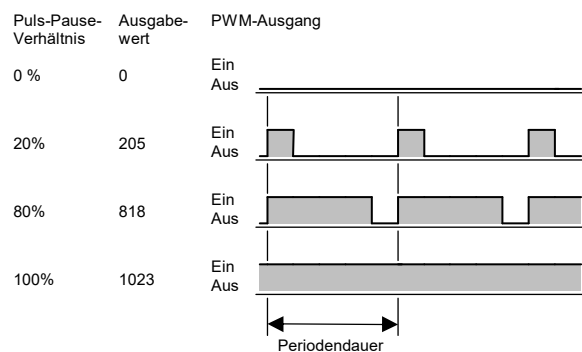 Puls-Pause-
Verhältnis
Ausgabe-
wert
PWM-Ausgang
0 %
0
Ein
Aus
20%
205
Ein
Aus
80%
818
Ein
Aus
100%
1023
Ein
Aus
Periodendauer